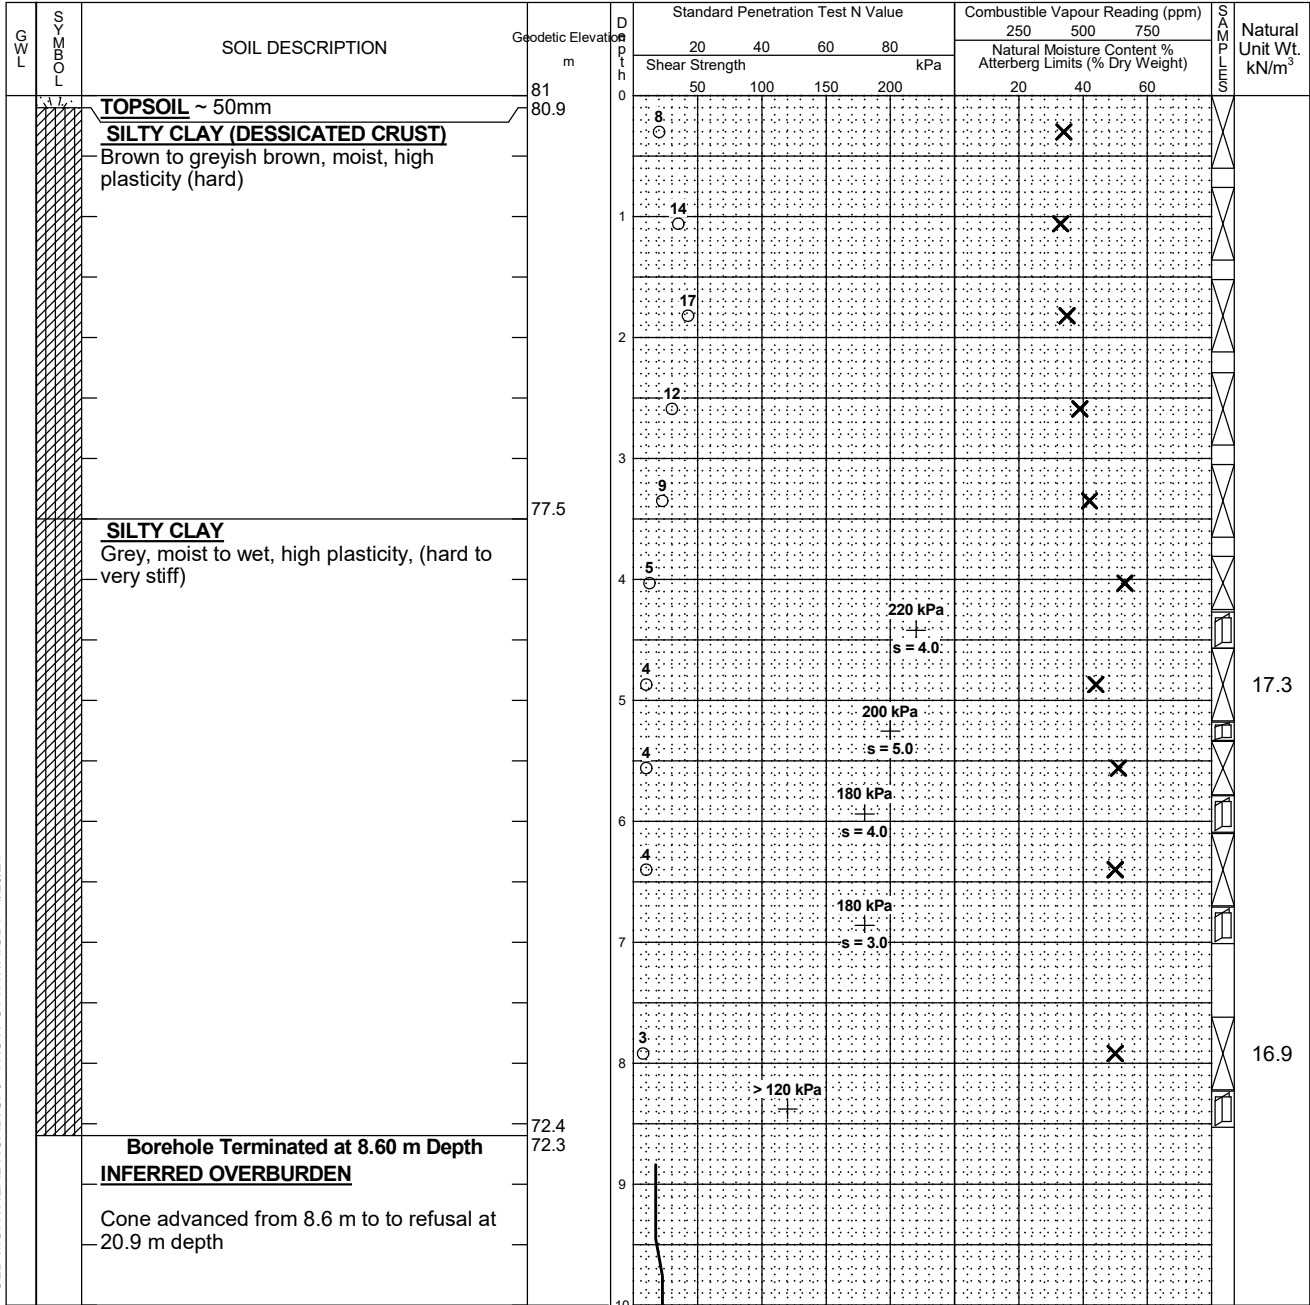 GWL
SYMBOL
SOIL DESCRIPTION
Geodetic Elevation
m
Depth
Standard Penetration Test N Value
20 40 60 80
Shear Strength kPa
50 100 150 200
Combustible Vapour Reading (ppm)
250 500 750
Natural Moisture Content %
Atterberg Limits (% Dry Weight)
20 40 60
SAMPLES
Natural
Unit Wt.
kN/m³
81
0
TOPSOIL ~ 50mm
80.9
SILTY CLAY (DESSICATED CRUST)
Brown to greyish brown, moist, high
plasticity (hard)
8
1
14
17
2
12
3
9
77.5
SILTY CLAY
Grey, moist to wet, high plasticity, (hard to
very stiff)
4
5
220 kPa
s = 4.0
4
17.3
5
200 kPa
s = 5.0
4
180 kPa
6
s = 4.0
4
180 kPa
7
s = 3.0
3
16.9
8
> 120 kPa
72.4
Borehole Terminated at 8.60 m Depth
72.3
INFERRED OVERBURDEN
9
Cone advanced from 8.6 m to to refusal at
20.9 m depth
10